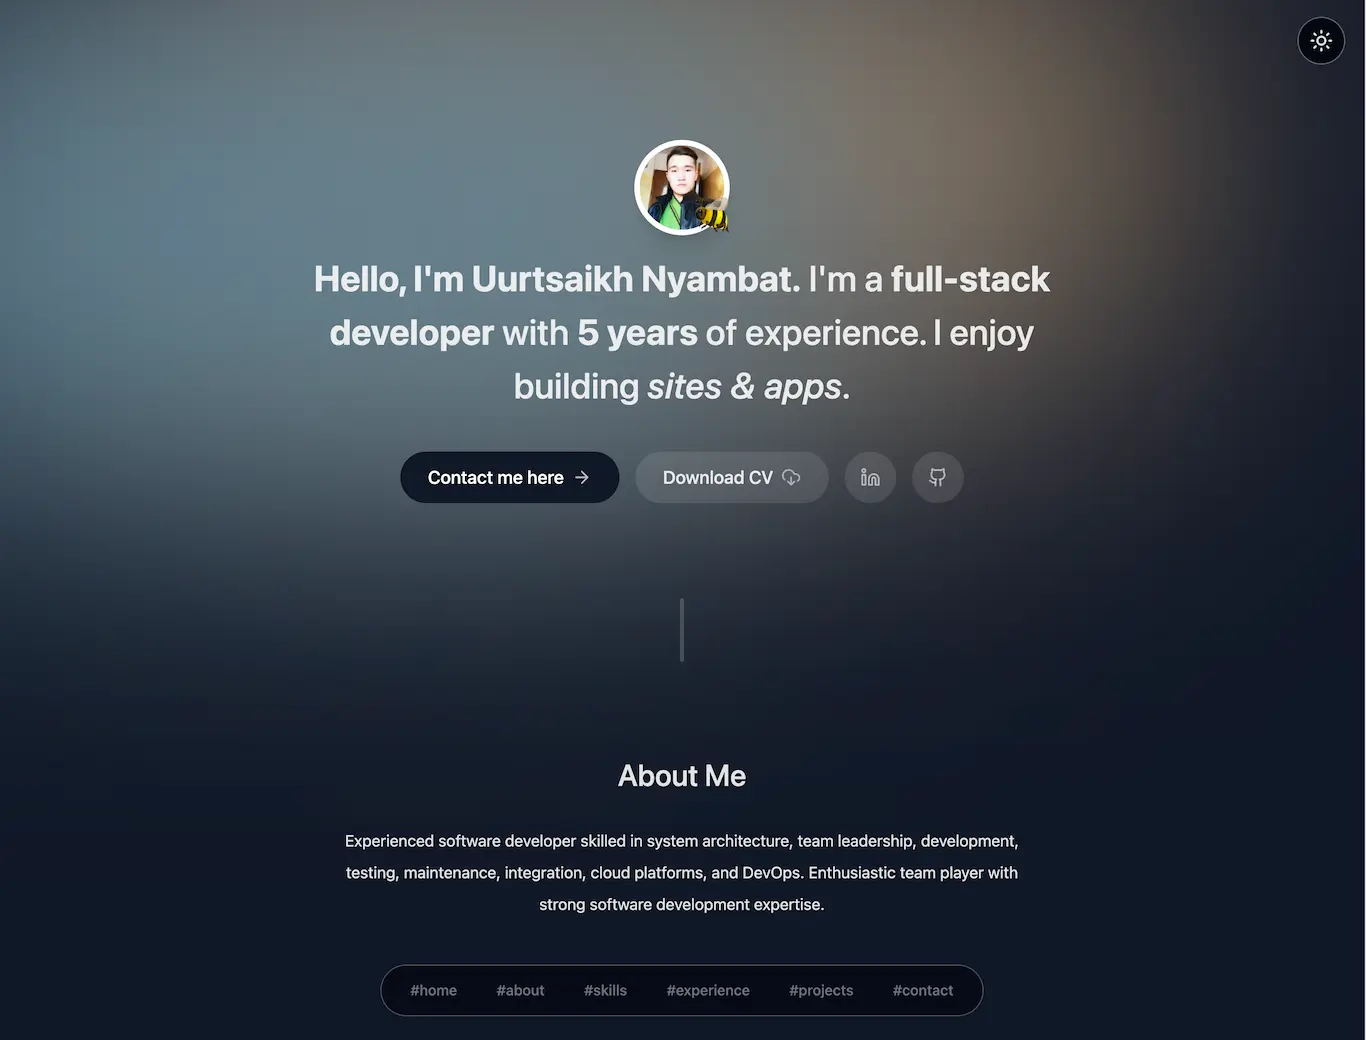 Hello, I'm Uurtsaikh Nyambat. I'm a full-stack
developer with 5 years of experience. I enjoy
building sites & apps.
Contact me here
Download CV
in
About Me
Experienced software developer skilled in system architecture, team leadership, development,
testing, maintenance, integration, cloud platforms, and DevOps. Enthusiastic team player with
strong software development expertise.
#home #about #skills #experience #projects #contact